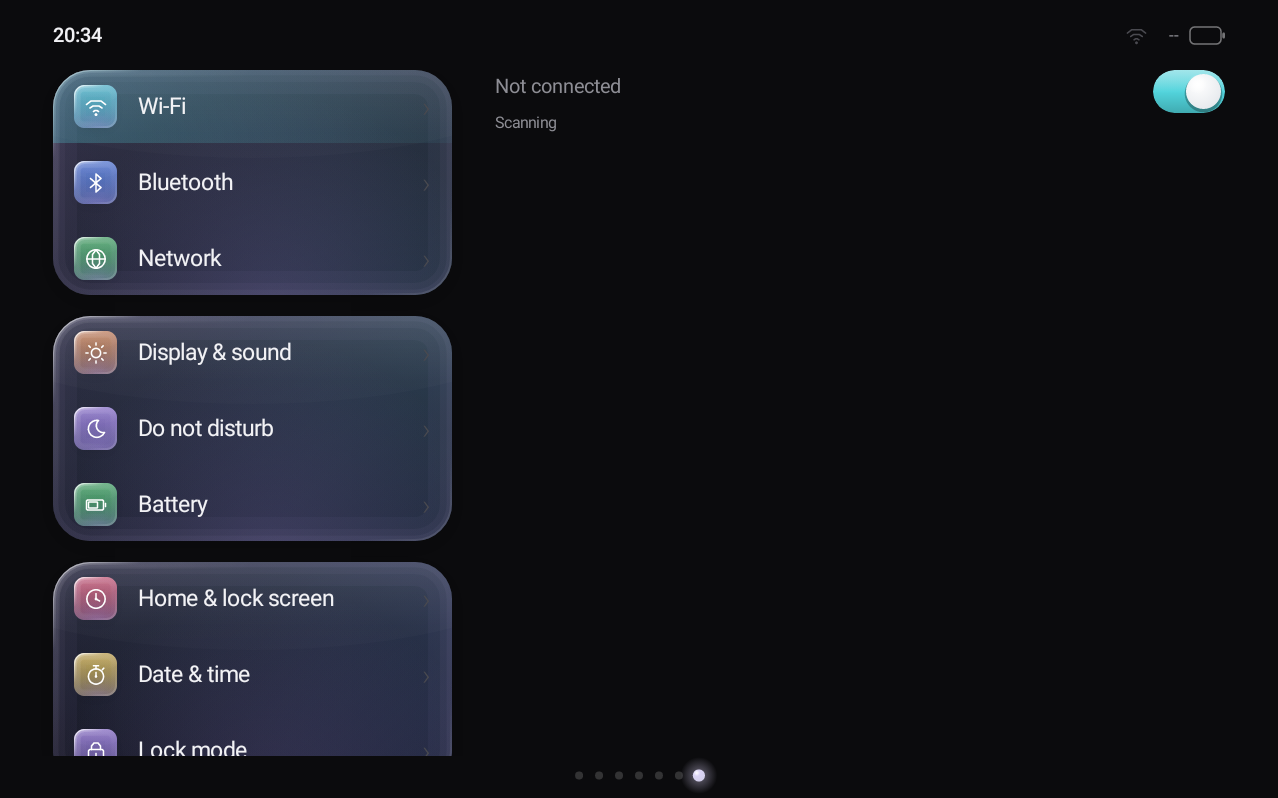 20:34
--
Wi-Fi
Bluetooth
Network
Display & sound
Do not disturb
Battery
Home & lock screen
Date & time
Lock mode
Not connected
Scanning